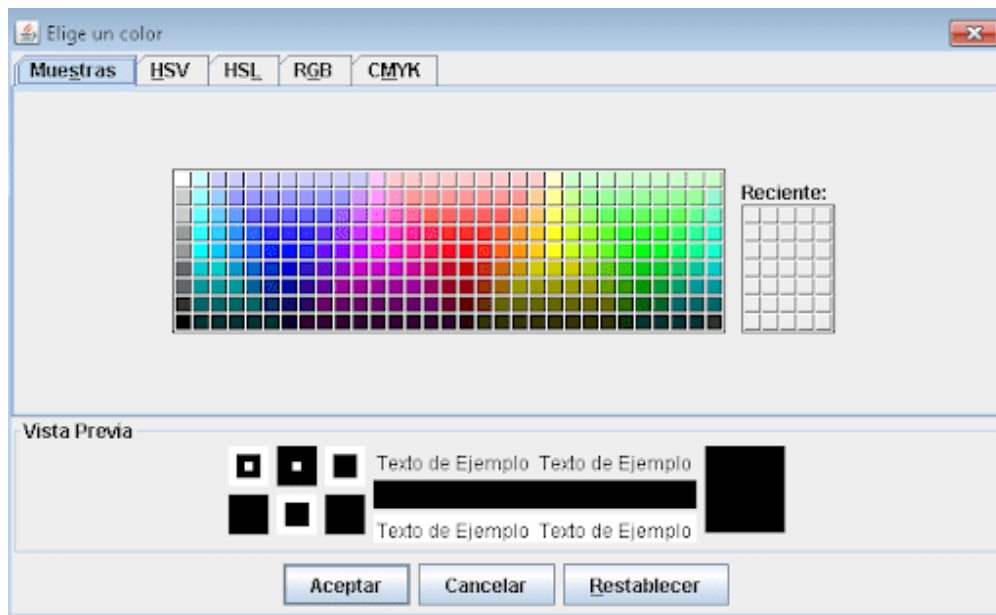 Elige un color
Muestras HSV HSL RGB CMYK
Reciente:
Vista Previa
Texto de Ejemplo Texto de Ejemplo
Texto de Ejemplo Texto de Ejemplo
Aceptar Cancelar Restablecer